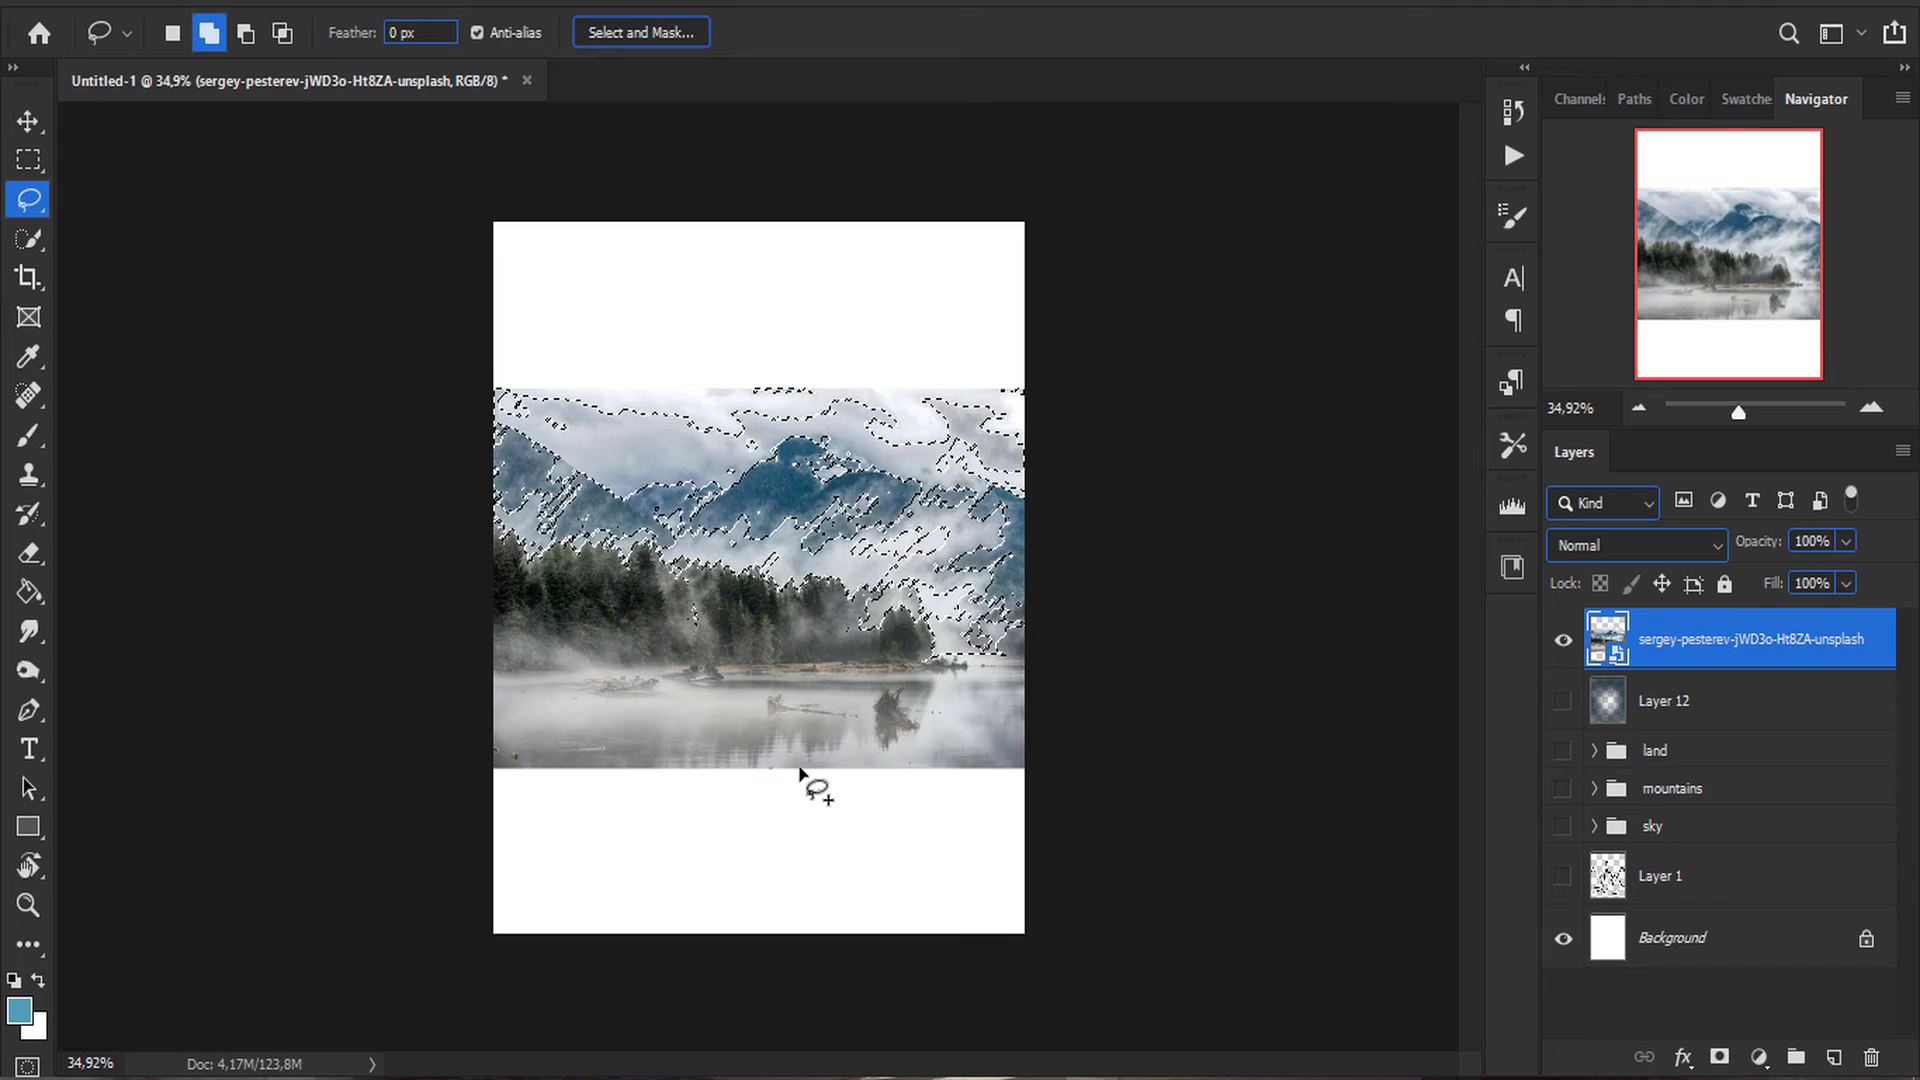 Feather: 0 px Anti-alias Select and Mask...
Untitled-1 @ 34,9% (sergey-pesterev-jWD3o-Ht8ZA-unsplash, RGB/8) *
Channels Paths Color Swatche Navigator
34,92%
Layers
Kind
Normal Opacity: 100%
Lock: Fill: 100%
sergey-pesterev-jWD3o-Ht8ZA-unsplash
Layer 12
land
mountains
sky
Layer 1
Background
34,92% Doc: 4,17M/123,8M